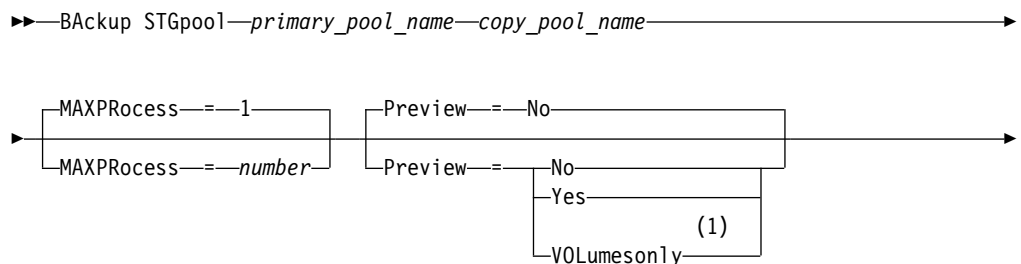 BAckup STGpool primary_pool_name copy_pool_name
MAXPRocess = 1 Preview = No
MAXPRocess = number Preview = No
Yes
(1)
VOLumesonly